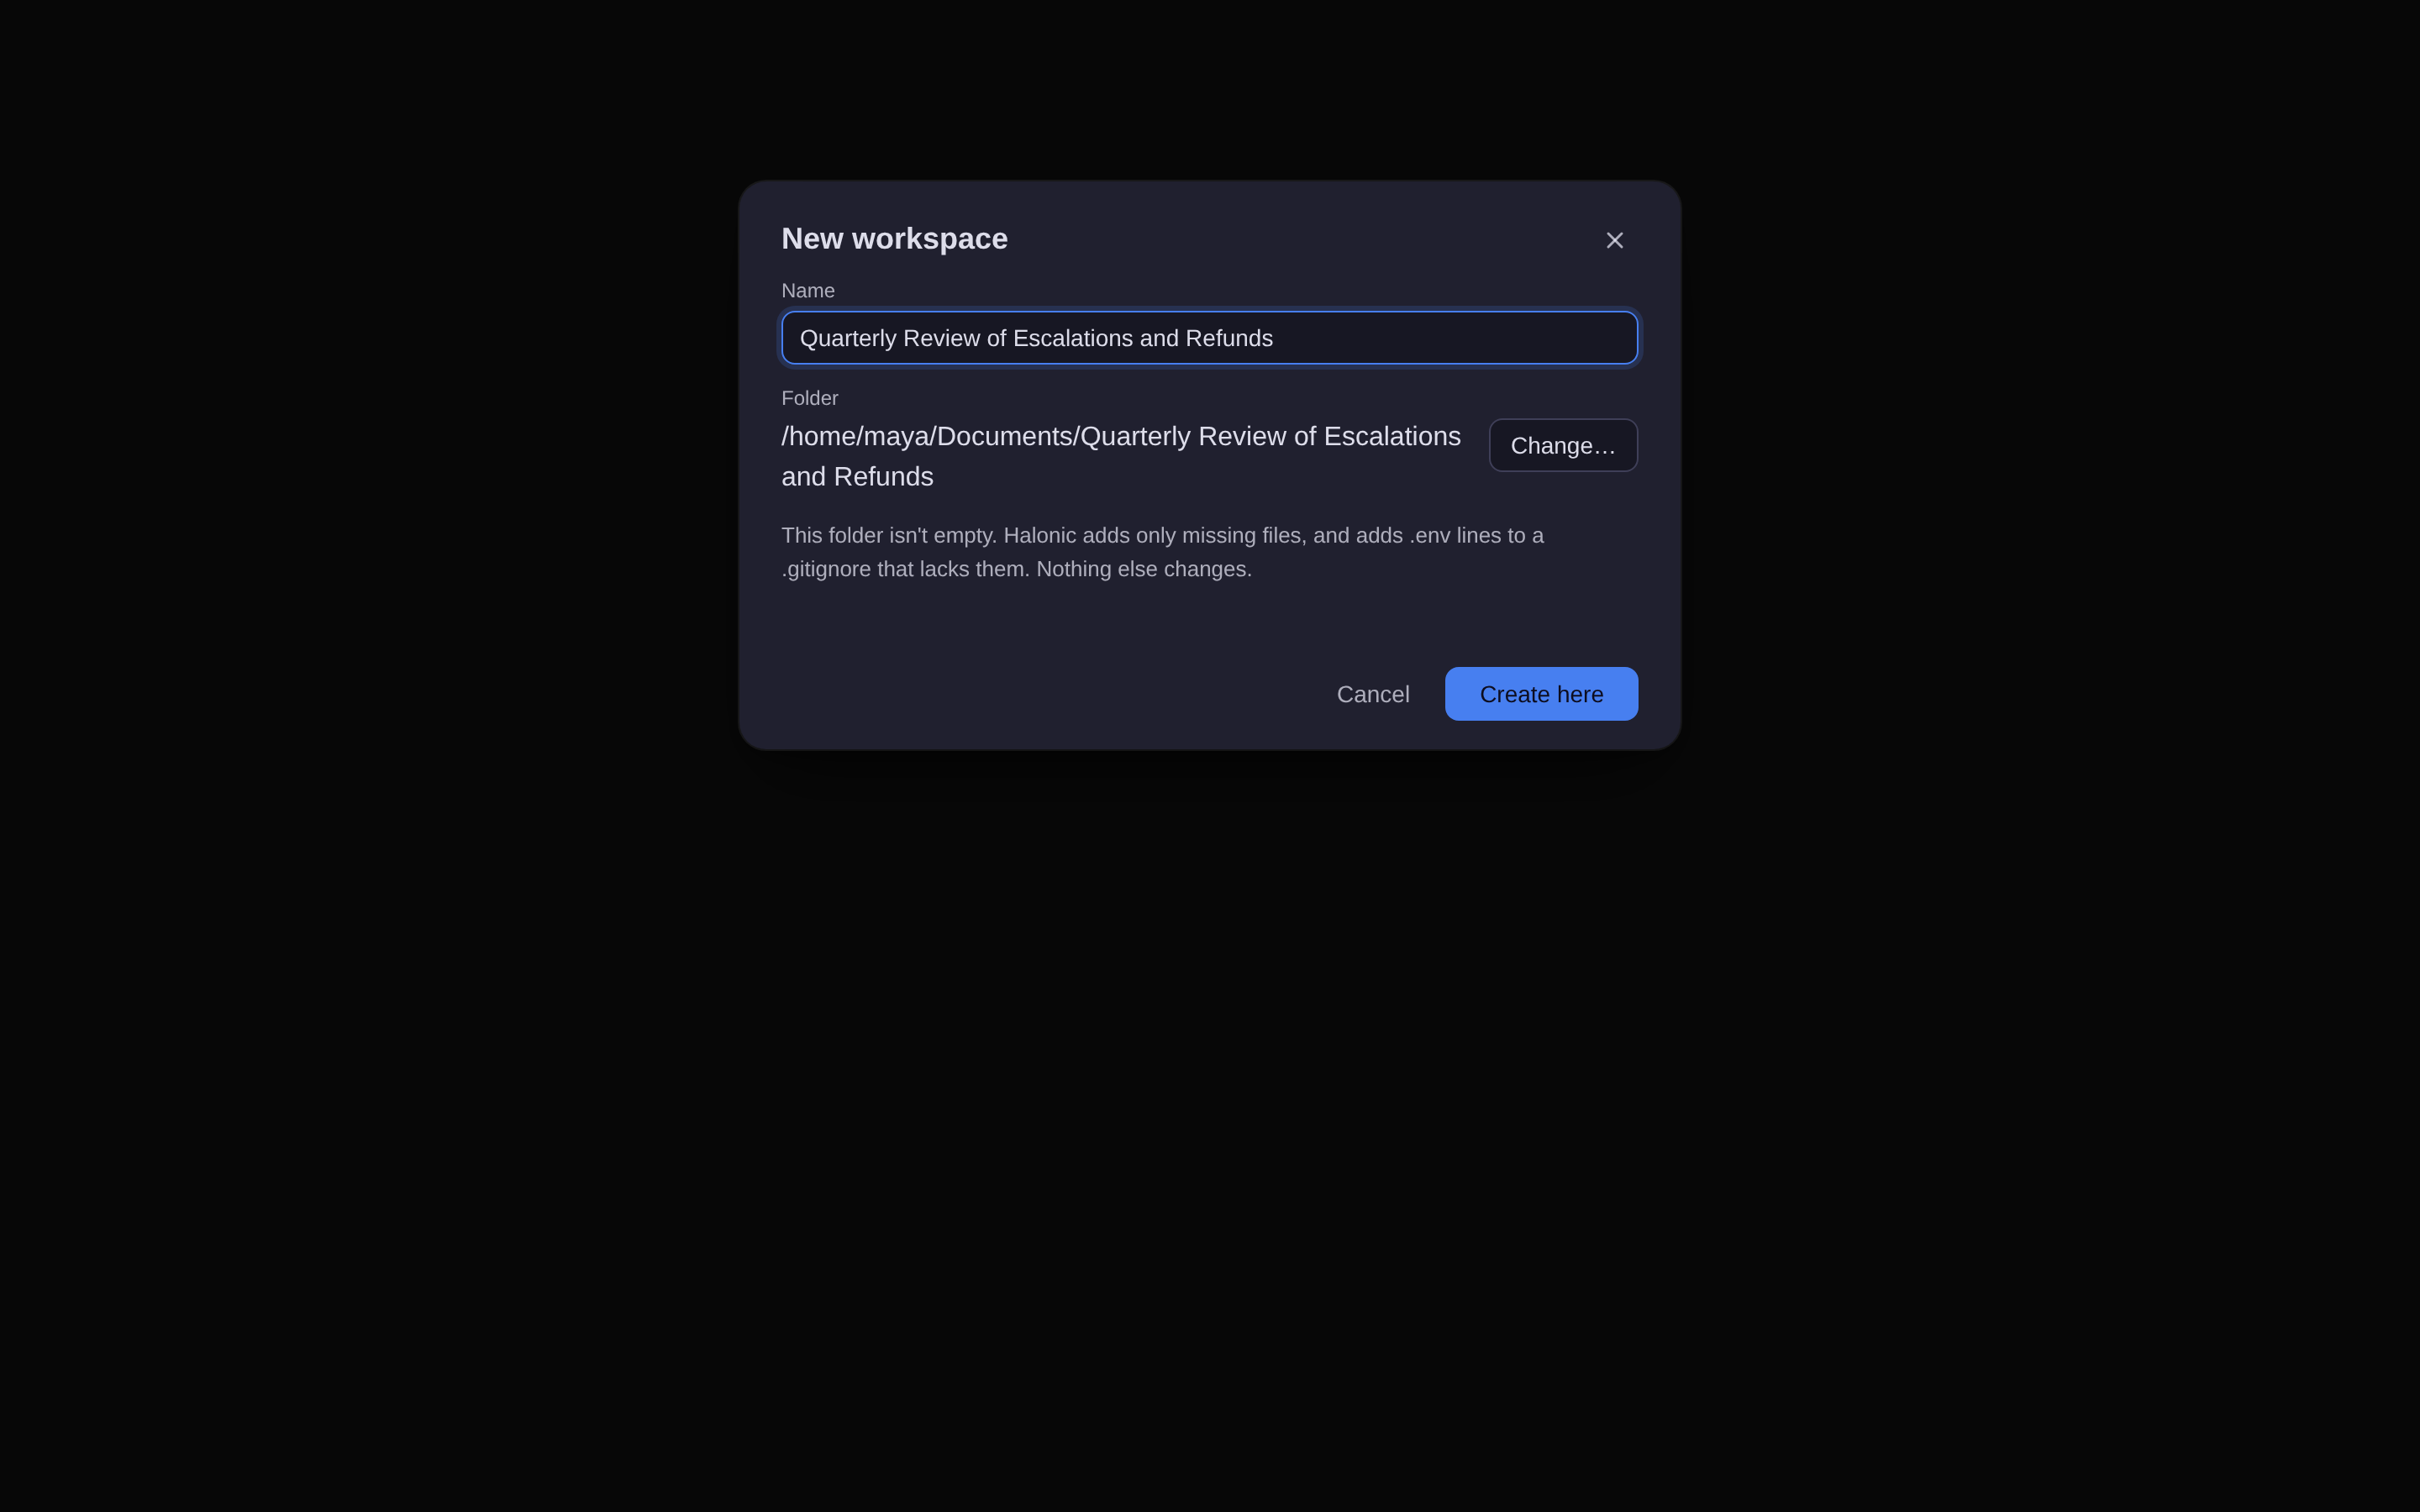 New workspace
Name
Quarterly Review of Escalations and Refunds
Folder
/home/maya/Documents/Quarterly Review of Escalations
and Refunds
Change…
This folder isn't empty. Halonic adds only missing files, and adds .env lines to a
.gitignore that lacks them. Nothing else changes.
Cancel
Create here